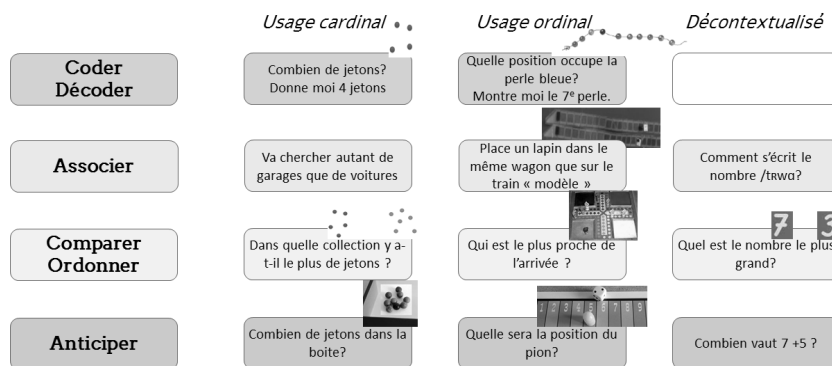 Usage cardinal
Usage ordinal
Décontextualisé
Coder
Décoder
Combien de jetons?
Donne moi 4 jetons
Quelle position occupe la
perle bleue?
Montre moi le 7e perle.
Associer
Va chercher autant de
garages que de voitures
Place un lapin dans le
même wagon que sur le
train « modèle »
Comment s’écrit le
nombre /tʀwɑ?
Comparer
Ordonner
Dans quelle collection y a-
t-il le plus de jetons ?
Qui est le plus proche de
l’arrivée ?
7 3
Quel est le nombre le plus
grand?
Anticiper
Combien de jetons dans la
boite?
Quelle sera la position du
pion?
Combien vaut 7 +5 ?